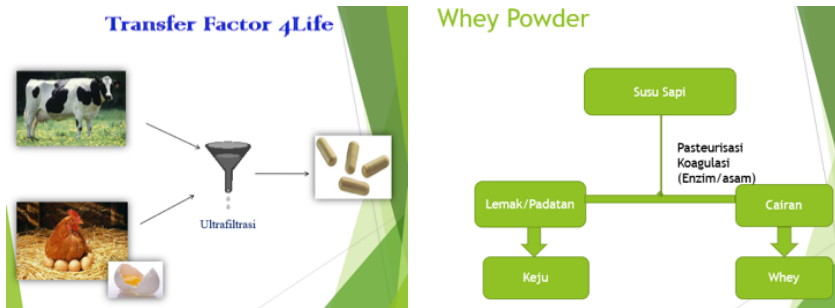 Transfer Factor 4Life
Ultrafiltrasi
Whey Powder
Susu Sapi
Pasteurisasi
Koagulasi
(Enzim/asam)
Lemak/Padatan
Cairan
Keju
Whey